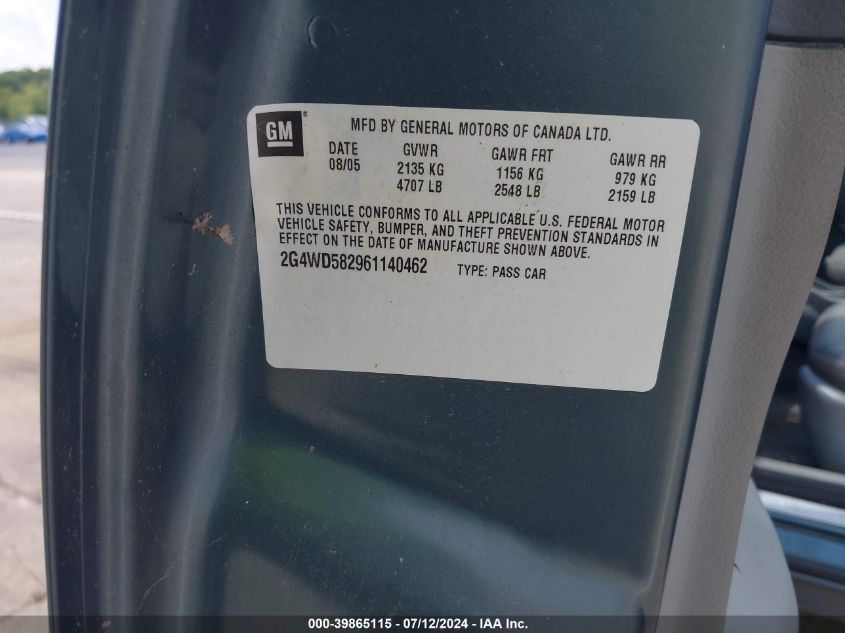 GM
MFD BY GENERAL MOTORS OF CANADA LTD.
DATE GVWR GAWR FRT GAWR RR
08/05 2135 KG 1156 KG 979 KG
4707 LB 2548 LB 2159 LB
THIS VEHICLE CONFORMS TO ALL APPLICABLE U.S. FEDERAL MOTOR
VEHICLE SAFETY, BUMPER, AND THEFT PREVENTION STANDARDS IN
EFFECT ON THE DATE OF MANUFACTURE SHOWN ABOVE.
2G4WD582961140462 TYPE: PASS CAR
000-39865115 - 07/12/2024 - IAA Inc.